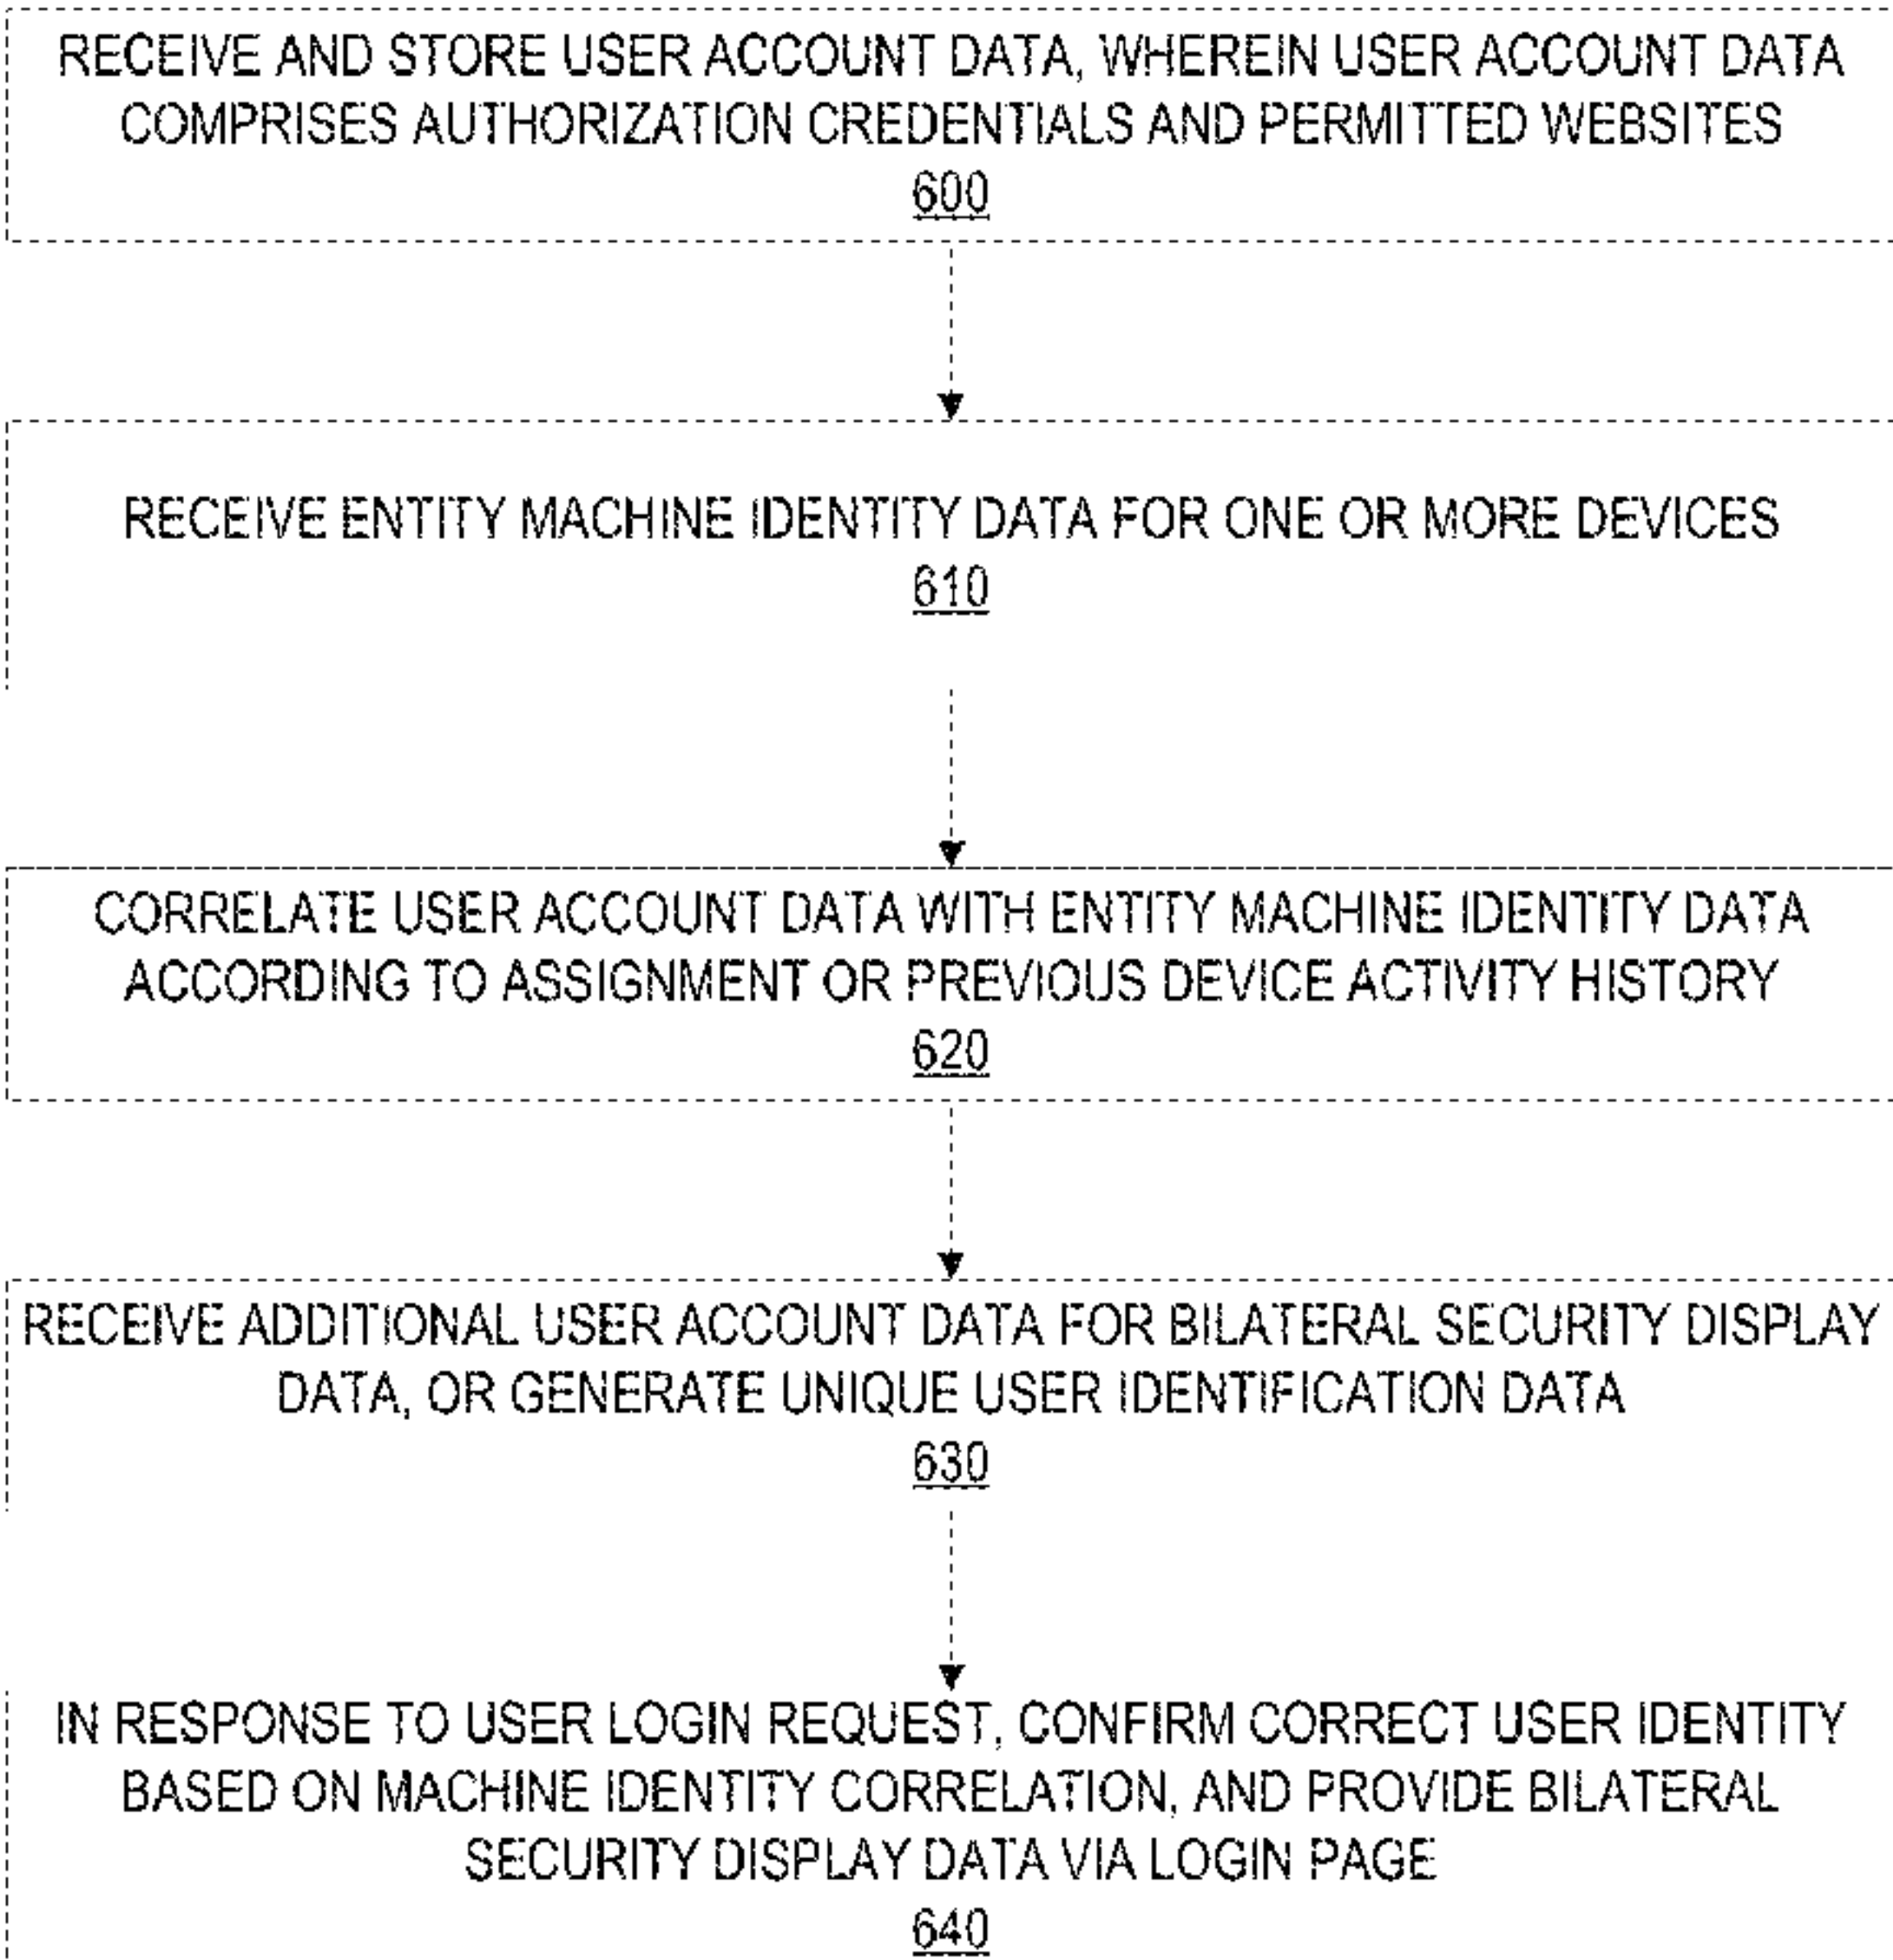 RECEIVE AND STORE USER ACCOUNT DATA, WHEREIN USER ACCOUNT DATA
COMPRISES AUTHORIZATION CREDENTIALS AND PERMITTED WEBSITES
600
RECEIVE ENTITY MACHINE IDENTITY DATA FOR ONE OR MORE DEVICES
610
CORRELATE USER ACCOUNT DATA WITH ENTITY MACHINE IDENTITY DATA
ACCORDING TO ASSIGNMENT OR PREVIOUS DEVICE ACTIVITY HISTORY
620
RECEIVE ADDITIONAL USER ACCOUNT DATA FOR BILATERAL SECURITY DISPLAY
DATA, OR GENERATE UNIQUE USER IDENTIFICATION DATA
630
IN RESPONSE TO USER LOGIN REQUEST, CONFIRM CORRECT USER IDENTITY
BASED ON MACHINE IDENTITY CORRELATION, AND PROVIDE BILATERAL
SECURITY DISPLAY DATA VIA LOGIN PAGE
640